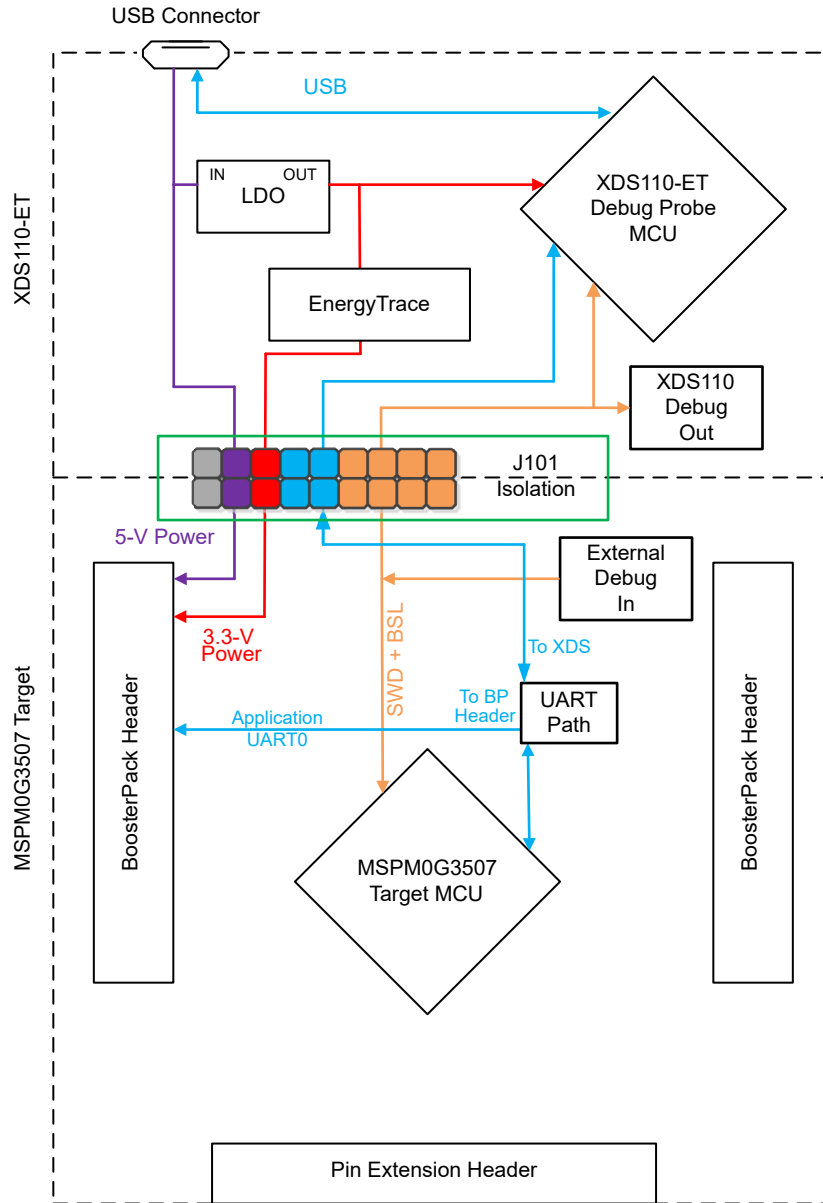 USB Connector
USB
IN
OUT
LDO
XDS110-ET
Debug Probe
MCU
XDS110-ET
EnergyTrace
XDS110
Debug
Out
J101
Isolation
5-V Power
External
Debug
In
3.3-V
Power
SWD + BSL
To XDS
To BP
Header
UART
Path
Application
UART0
MSPM0G3507 Target
BoosterPack Header
BoosterPack Header
MSPM0G3507
Target MCU
Pin Extension Header